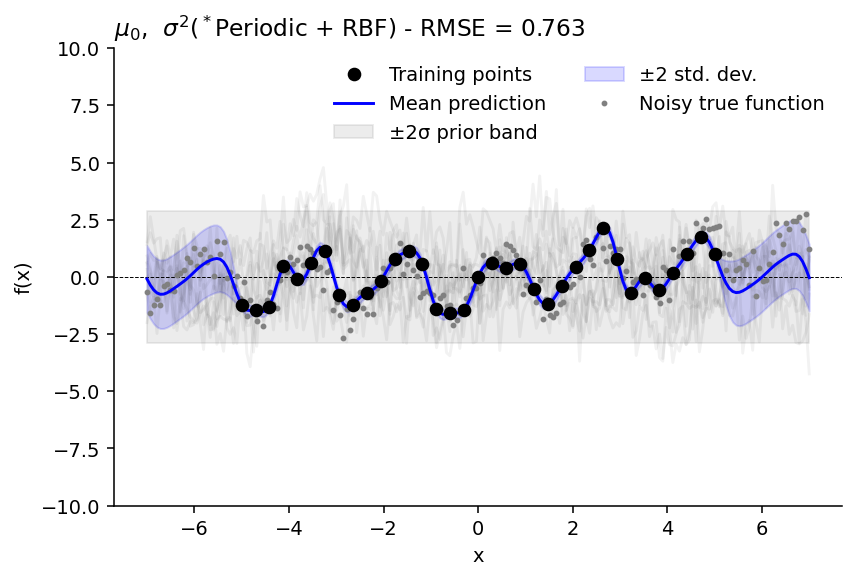 μ₀,  σ²(*Periodic + RBF) - RMSE = 0.763
10.0
7.5
5.0
2.5
0.0
−2.5
−5.0
−7.5
−10.0
f(x)
Training points
Mean prediction
±2σ prior band
±2 std. dev.
Noisy true function
−6
−4
−2
0
2
4
6
x